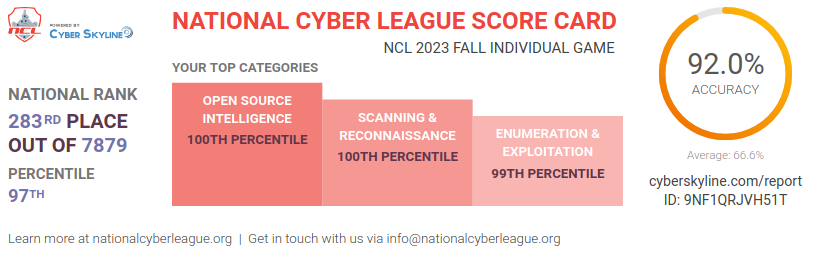 NCL
POWERED BY
CYBER SKYLINE
NATIONAL CYBER LEAGUE SCORE CARD
NCL 2023 FALL INDIVIDUAL GAME
NATIONAL RANK
283RD PLACE
OUT OF 7879
PERCENTILE
97TH
YOUR TOP CATEGORIES
OPEN SOURCE
INTELLIGENCE
100TH PERCENTILE
SCANNING &
RECONNAISSANCE
100TH PERCENTILE
ENUMERATION &
EXPLOITATION
99TH PERCENTILE
92.0%
ACCURACY
Average: 66.6%
cyberskyline.com/report
ID: 9NF1QRJVH51T
Learn more at nationalcyberleague.org | Get in touch with us via info@nationalcyberleague.org